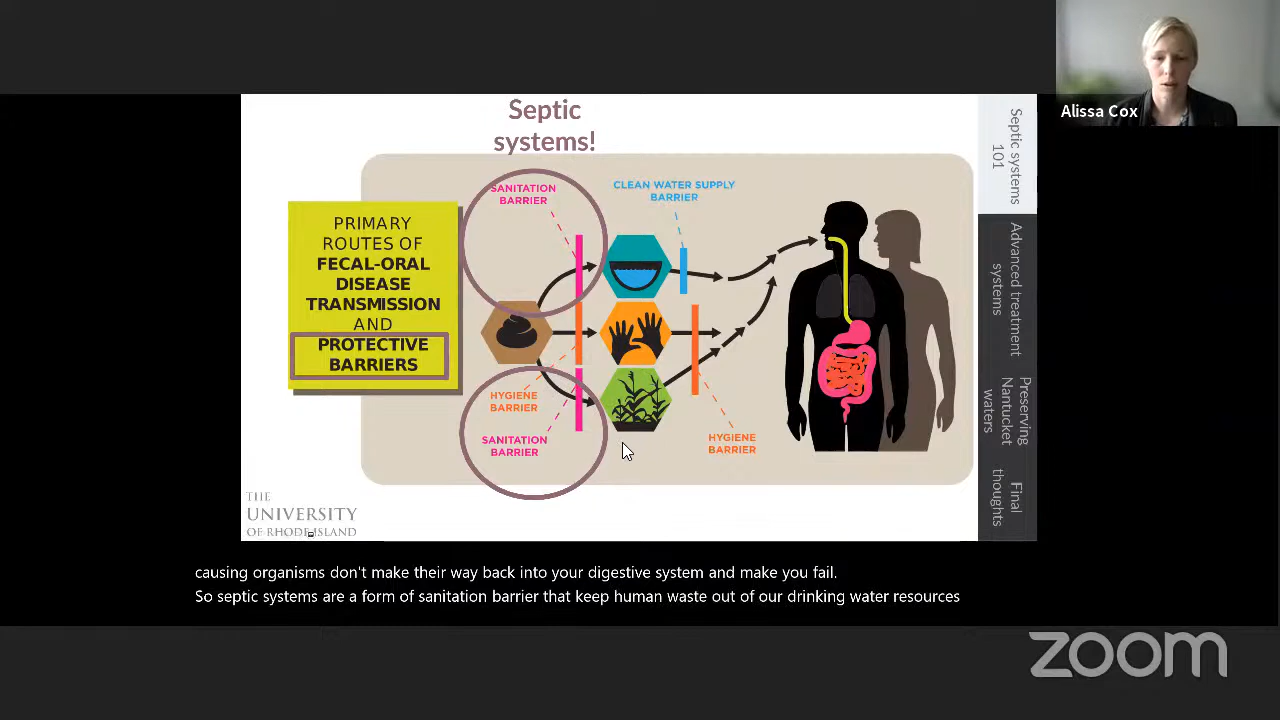 Alissa Cox
Septic
systems!
SANITATION
BARRIER
CLEAN WATER SUPPLY
BARRIER
PRIMARY
ROUTES OF
FECAL-ORAL
DISEASE
TRANSMISSION
AND
PROTECTIVE
BARRIERS
HYGIENE
BARRIER
SANITATION
BARRIER
HYGIENE
BARRIER
Septic systems
101
Advanced treatment
systems
Preserving
Nantucket
waters
Final
thoughts
THE
UNIVERSITY
OF RHODE ISLAND
causing organisms don't make their way back into your digestive system and make you fail.
So septic systems are a form of sanitation barrier that keep human waste out of our drinking water resources
zoom